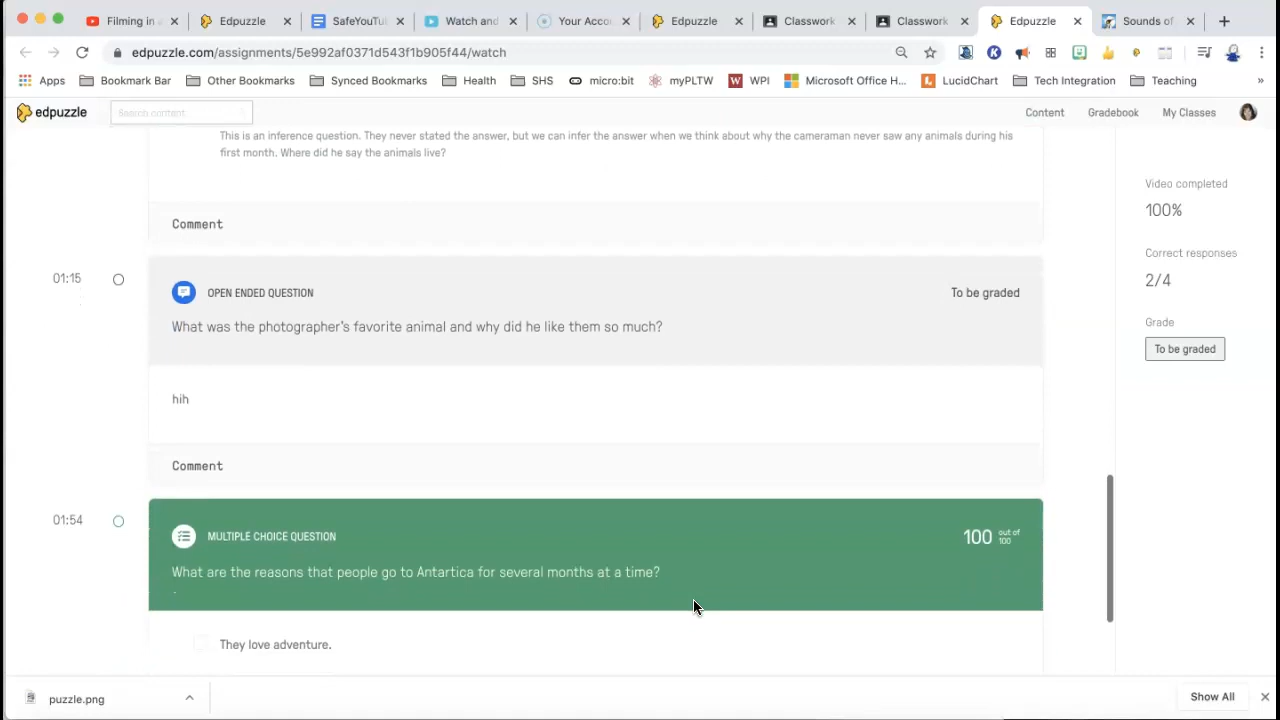 Filming in a
Edpuzzle
SafeYouTu
Watch and
Your Acco
Edpuzzle
Classwork
Classwork
Edpuzzle
Sounds of
edpuzzle.com/assignments/5e992af0371d543f1b905f44/watch
Apps
Bookmark Bar
Other Bookmarks
Synced Bookmarks
Health
SHS
micro:bit
myPLTW
WPI
Microsoft Office H...
LucidChart
Tech Integration
Teaching
»
edpuzzle
Search content
Content
Gradebook
My Classes
This is an inference question. They never stated the answer, but we can infer the answer when we think about why the cameraman never saw any animals during his
first month. Where did he say the animals live?
Comment
01:15
OPEN ENDED QUESTION
To be graded
What was the photographer's favorite animal and why did he like them so much?
hih
Comment
01:54
MULTIPLE CHOICE QUESTION
100 out of 100
What are the reasons that people go to Antartica for several months at a time?
They love adventure.
Video completed
100%
Correct responses
2/4
Grade
To be graded
puzzle.png
Show All